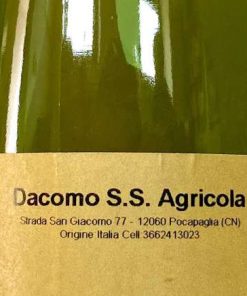 Dacomo S.S. Agricola
Strada San Giacomo 77 - 12060 Pocapaglia (CN)
Origine Italia Cell 3662413023